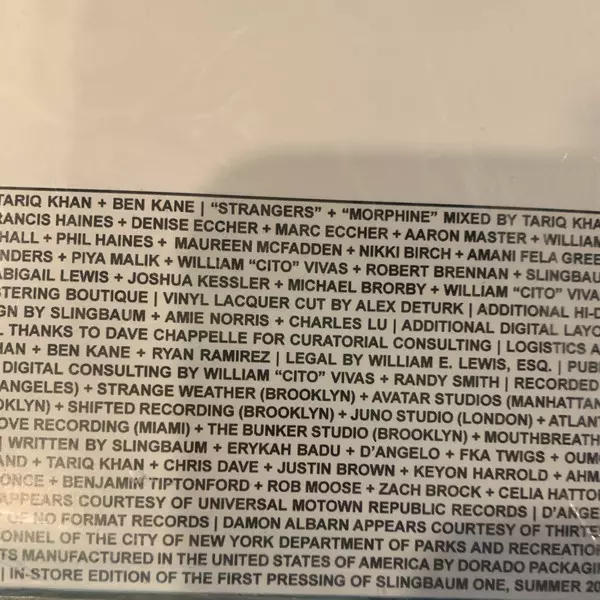 TARIQ KHAN + BEN KANE | “STRANGERS” + “MORPHINE” MIXED BY TARIQ KHA
RANCIS HAINES + DENISE ECCHER + MARC ECCHER + AARON MASTER + WILLIAM
HALL + PHIL HAINES + MAUREEN MCFADDEN + NIKKI BIRCH + AMANI FELA GREE
NDERS + PIYA MALIK + WILLIAM “CITO” VIVAS + ROBERT BRENNAN + SLINGBAU
ABIGAIL LEWIS + JOSHUA KESSLER + MICHAEL BRORBY + WILLIAM “CITO” VIVA
STERING BOUTIQUE | VINYL LACQUER CUT BY ALEX DETURK | ADDITIONAL HI-D
GN BY SLINGBAUM + AMIE NORRIS + CHARLES LU | ADDITIONAL DIGITAL LAYO
L THANKS TO DAVE CHAPPELLE FOR CURATORIAL CONSULTING | LOGISTICS A
HAN + BEN KANE + RYAN RAMIREZ | LEGAL BY WILLIAM E. LEWIS, ESQ. | PUB
DIGITAL CONSULTING BY WILLIAM “CITO” VIVAS + RANDY SMITH | RECORDED
ANGELES) + STRANGE WEATHER (BROOKLYN) + AVATAR STUDIOS (MANHATTAN
OKLYN) + SHIFTED RECORDING (BROOKLYN) + JUNO STUDIO (LONDON) + ATLAN
OVE RECORDING (MIAMI) + THE BUNKER STUDIO (BROOKLYN) + MOUTHBREATH
| WRITTEN BY SLINGBAUM + ERYKAH BADU + D’ANGELO + FKA TWIGS + OUM
AND + TARIQ KHAN + CHRIS DAVE + JUSTIN BROWN + KEYON HARROLD + AHM
ONCE + BENJAMIN TIPTONFORD + ROB MOOSE + ZACH BROCK + CELIA HATTO
APPEARS COURTESY OF UNIVERSAL MOTOWN REPUBLIC RECORDS | D’ANGE
Y OF NO FORMAT RECORDS | DAMON ALBARN APPEARS COURTESY OF THIRTE
SONNEL OF THE CITY OF NEW YORK DEPARTMENT OF PARKS AND RECREATIO
TS MANUFACTURED IN THE UNITED STATES OF AMERICA BY DORADO PACKAGI
| IN-STORE EDITION OF THE FIRST PRESSING OF SLINGBAUM ONE, SUMMER 20